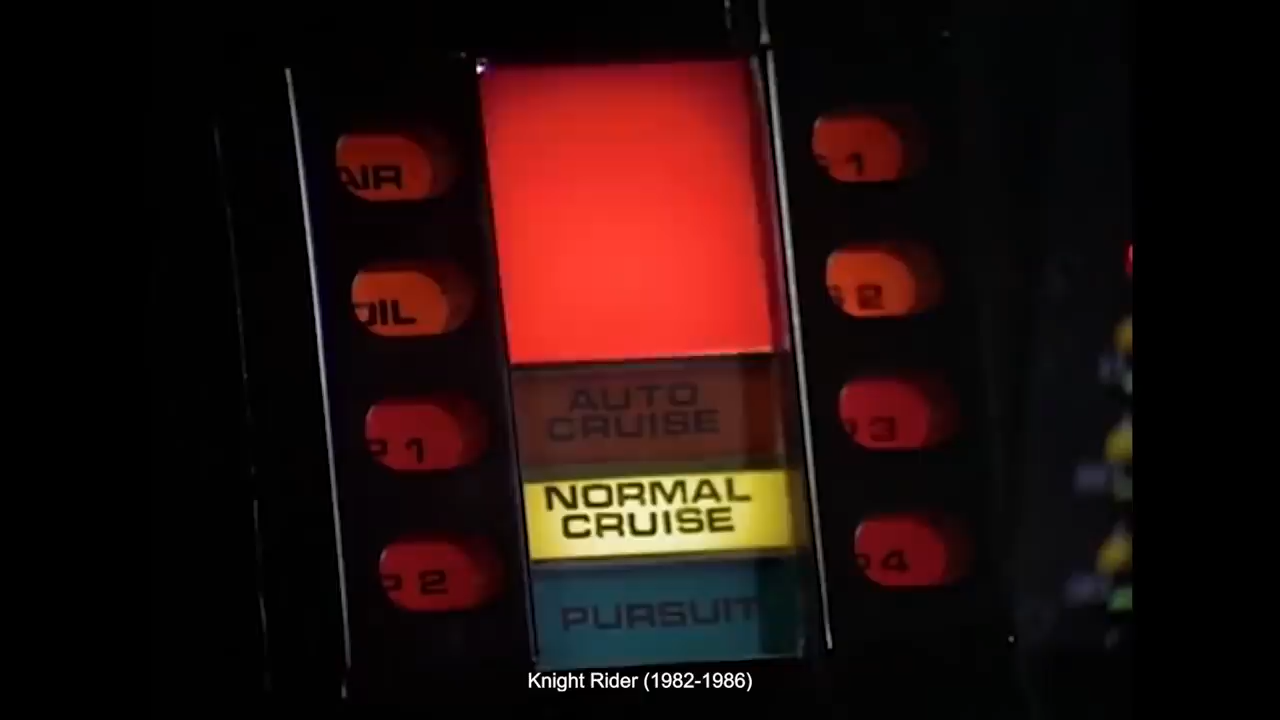 AIR
OIL
P 1
P 2
AUTO
CRUISE
NORMAL
CRUISE
PURSUIT
S 1
S 2
P 3
P 4
Knight Rider (1982-1986)